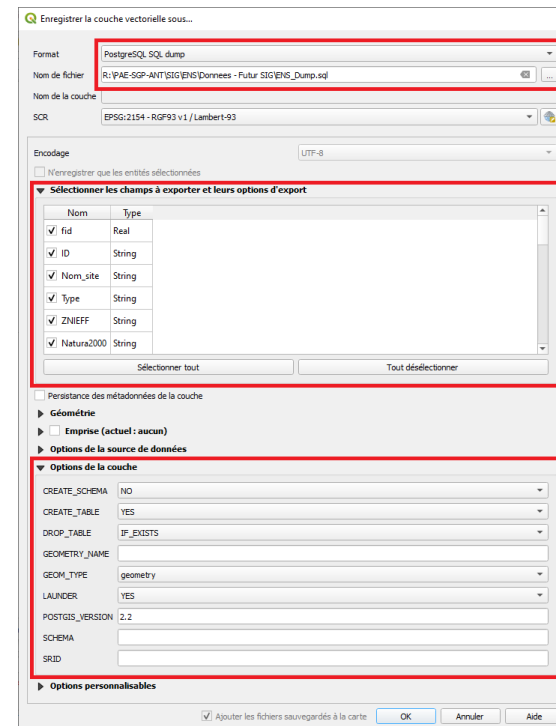 Enregistrer la couche vectorielle sous...
Format PostgreSQL SQL dump
Nom de fichier R:\PAE-SGP-ANT\SIG\ENS\Donnees - Futur SIG\ENS_Dump.sql ...
Nom de la couche
SCR EPSG:2154 - RGF93 v1 / Lambert-93
Encodage UTF-8
N'enregistrer que les entités sélectionnées
Sélectionner les champs à exporter et leurs options d'export
Nom Type
fid Real
ID String
Nom_site String
Type String
ZNIEFF String
Natura2000 String
Sélectionner tout Tout désélectionner
Persistance des métadonnées de la couche
Géométrie
Emprise (actuel : aucun)
Options de la source de données
Options de la couche
CREATE_SCHEMA NO
CREATE_TABLE YES
DROP_TABLE IF_EXISTS
GEOMETRY_NAME
GEOM_TYPE geometry
LAUNDER YES
POSTGIS_VERSION 2.2
SCHEMA
SRID
Options personnalisables
Ajouter les fichiers sauvegardés à la carte OK Annuler Aide